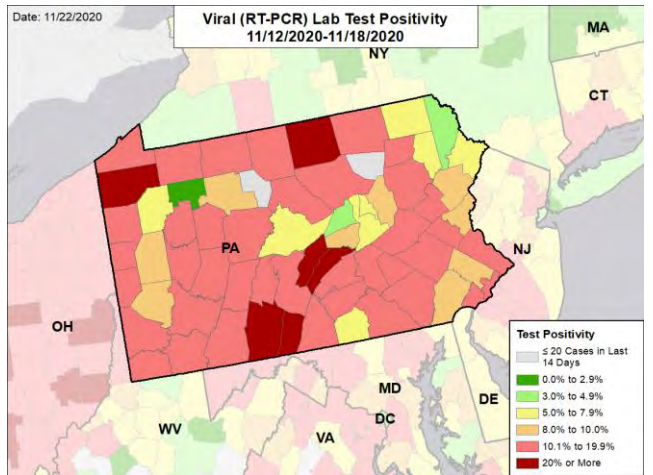 Date: 11/22/2020
Viral (RT-PCR) Lab Test Positivity
11/12/2020-11/18/2020
NY
MA
CT
PA
NJ
OH
MD
DE
DC
WV
VA
Test Positivity
≤ 20 Cases in Last
14 Days
0.0% to 2.9%
3.0% to 4.9%
5.0% to 7.9%
8.0% to 10.0%
10.1% to 19.9%
20% or More